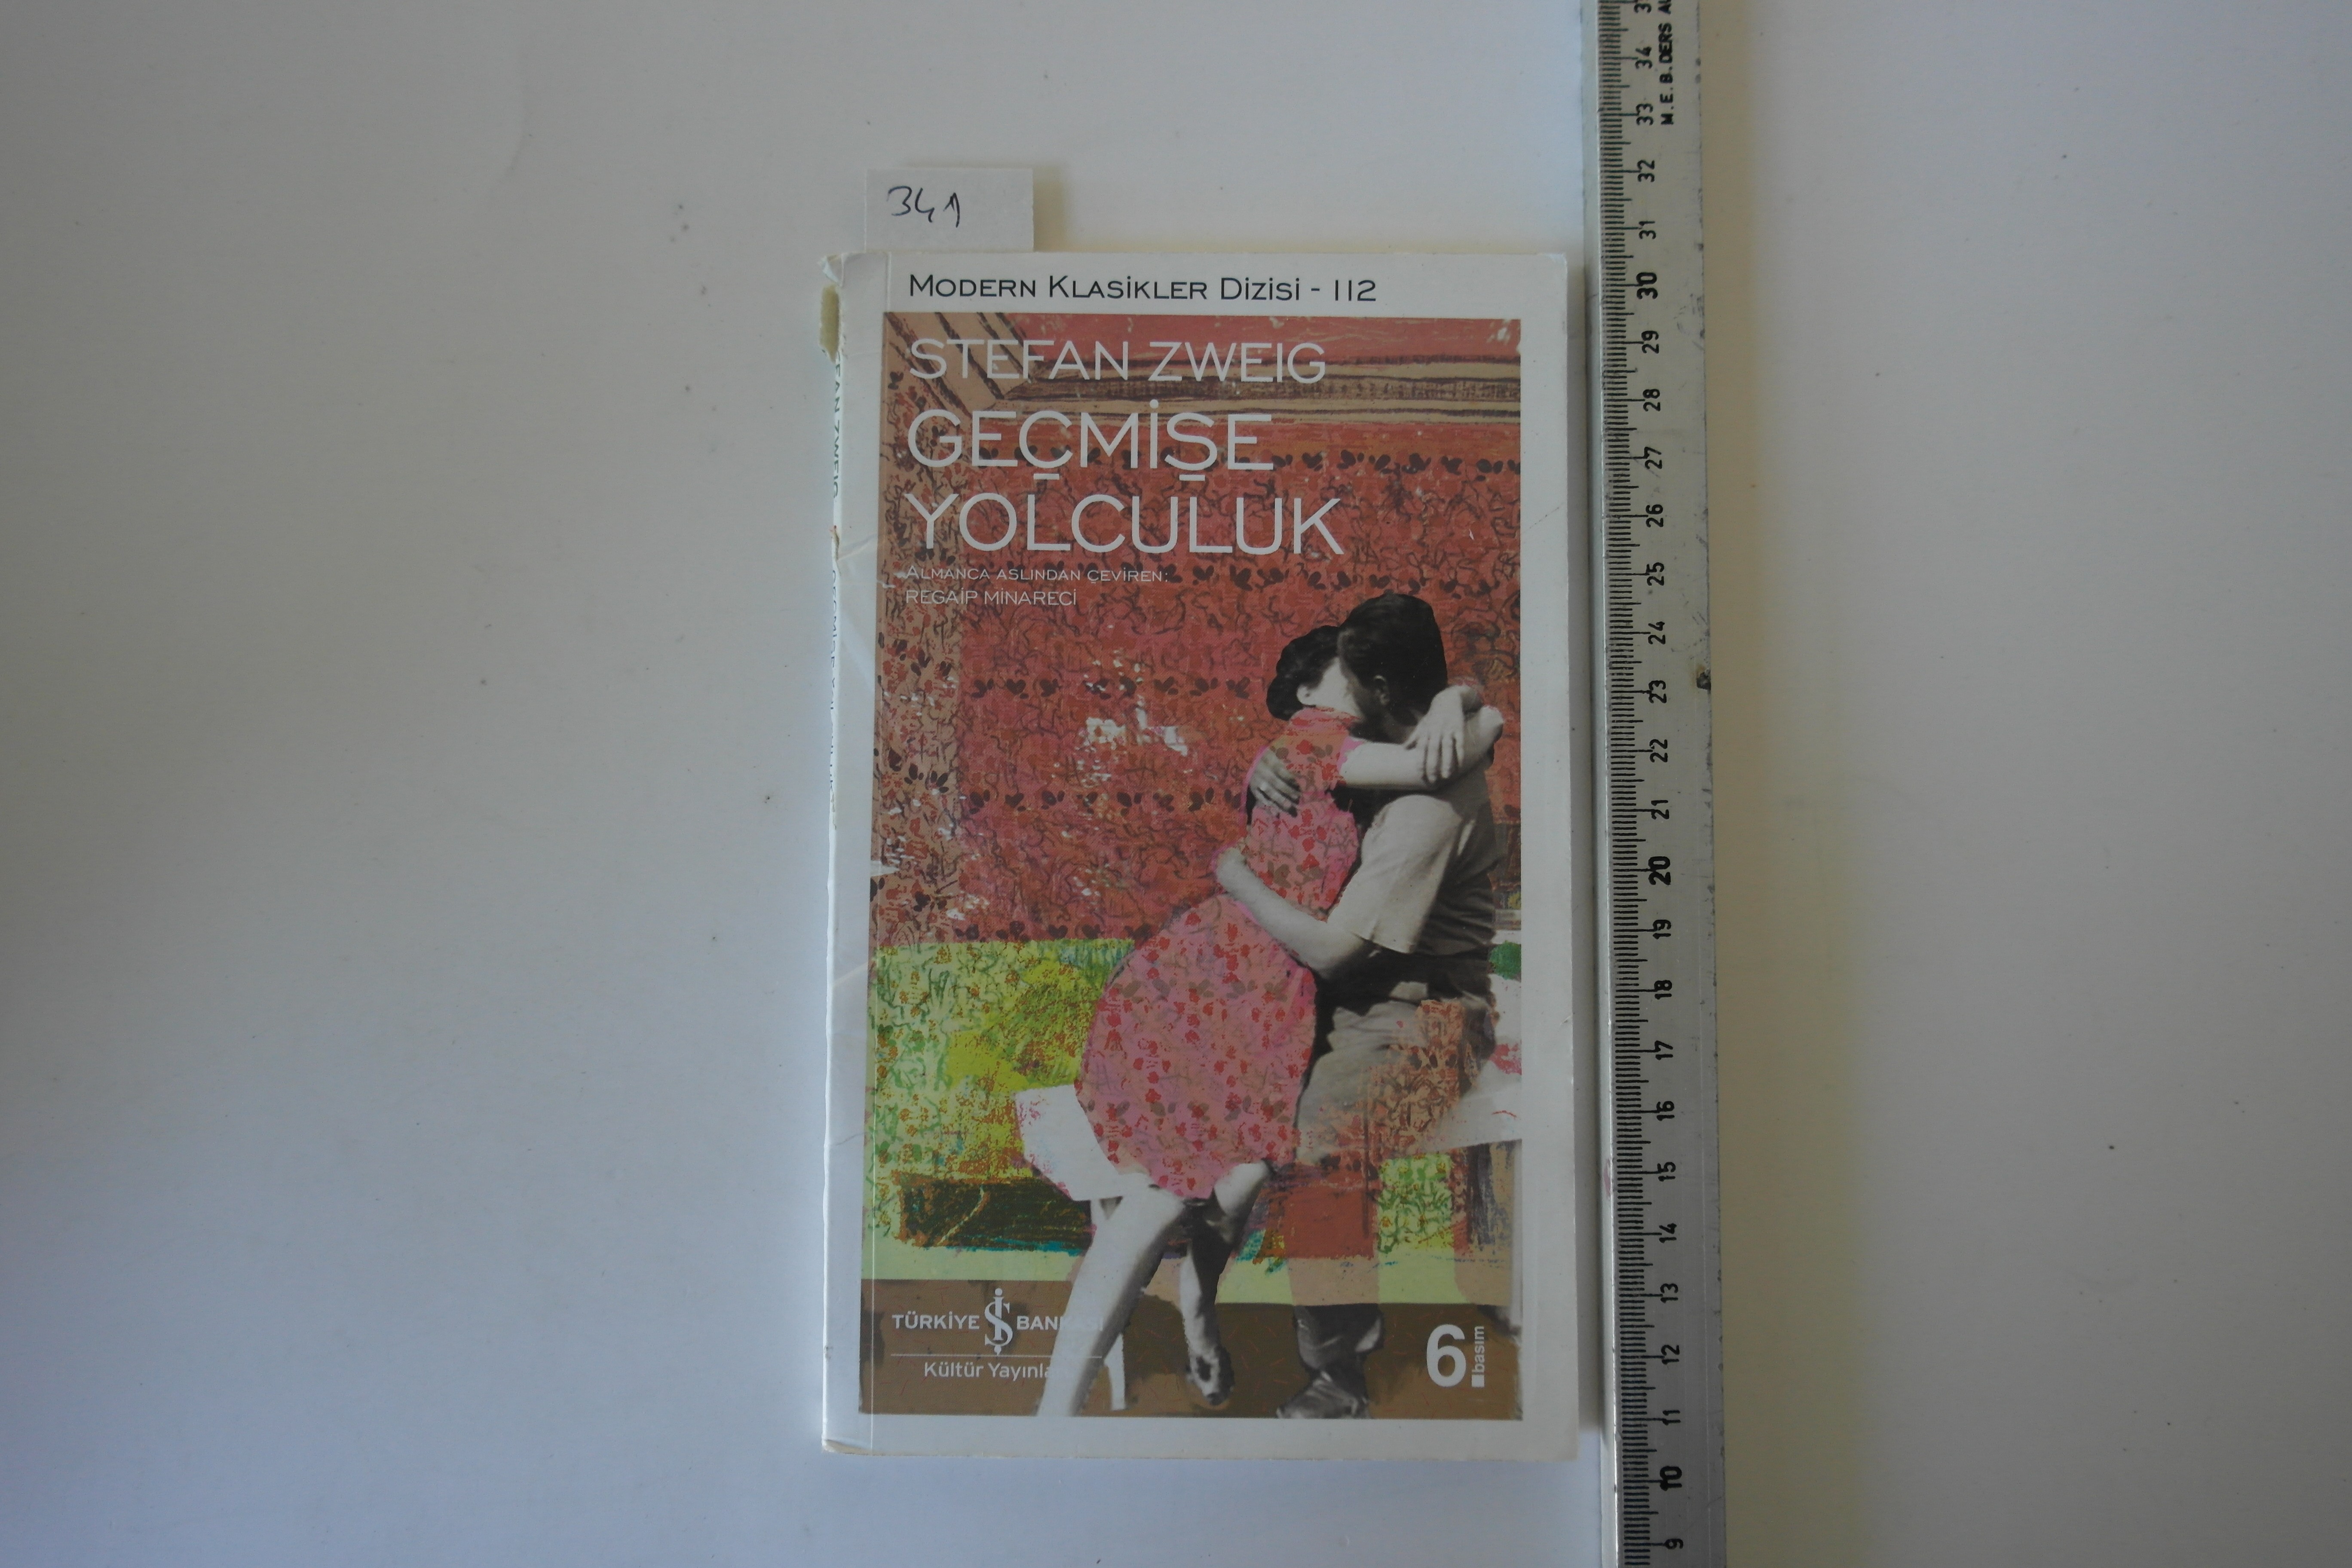 341
MODERN KLASİKLER DİZİSİ - 112
STEFAN ZWEIG
GEÇMİŞE
YOLCULUK
ALMANCA ASLINDAN ÇEVİREN:
REGAİP MİNARECİ
TÜRKİYE İŞ BANKASI
Kültür Yayınla
6. basım
M.E.B. DERS
34
33
32
31
30
29
28
27
26
25
24
23
22
21
20
19
18
17
16
15
14
13
12
11
10
9